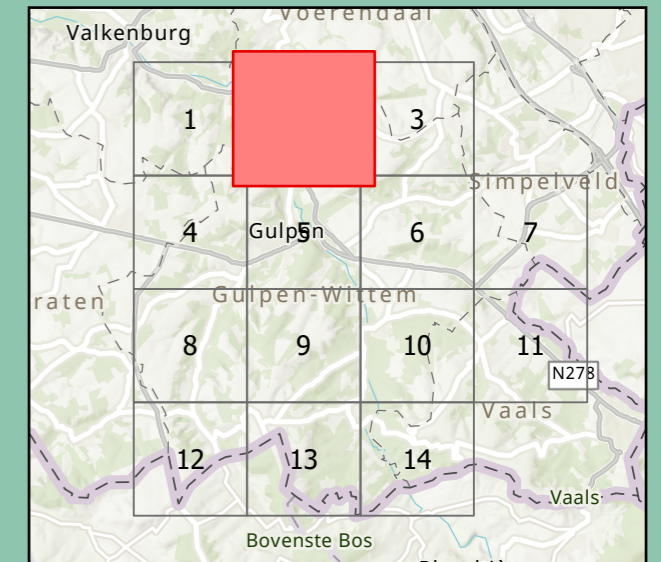 Voerendaal
Valkenburg
1
3
Simpelveld
4
Gulpen
5
6
7
raten
Gulpen-Wittem
8
9
10
11
N278
Vaals
12
13
14
Vaals
Bovenste Bos